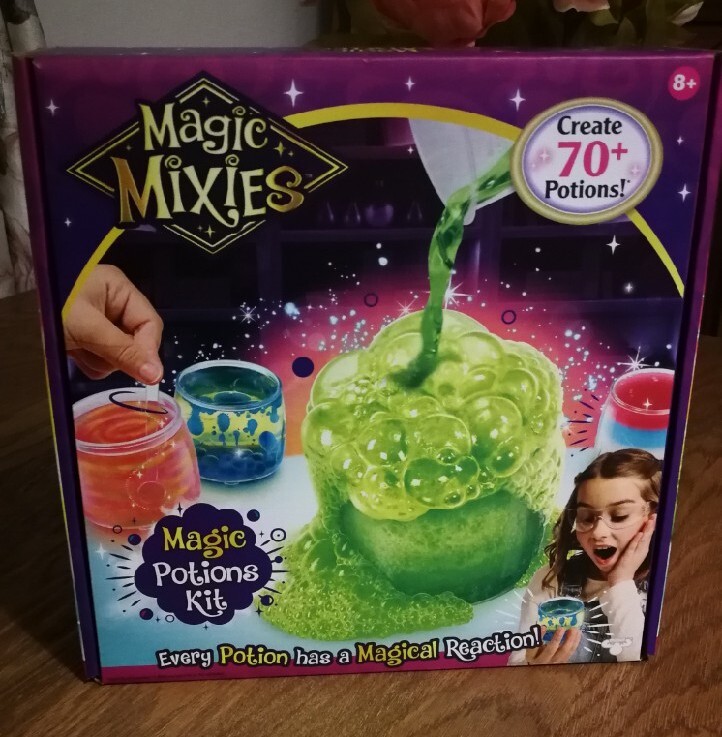 8+
Magic
MIXIES
Create
70+
Potions!*
Magic
Potions
Kit
Every Potion has a Magical Reaction!